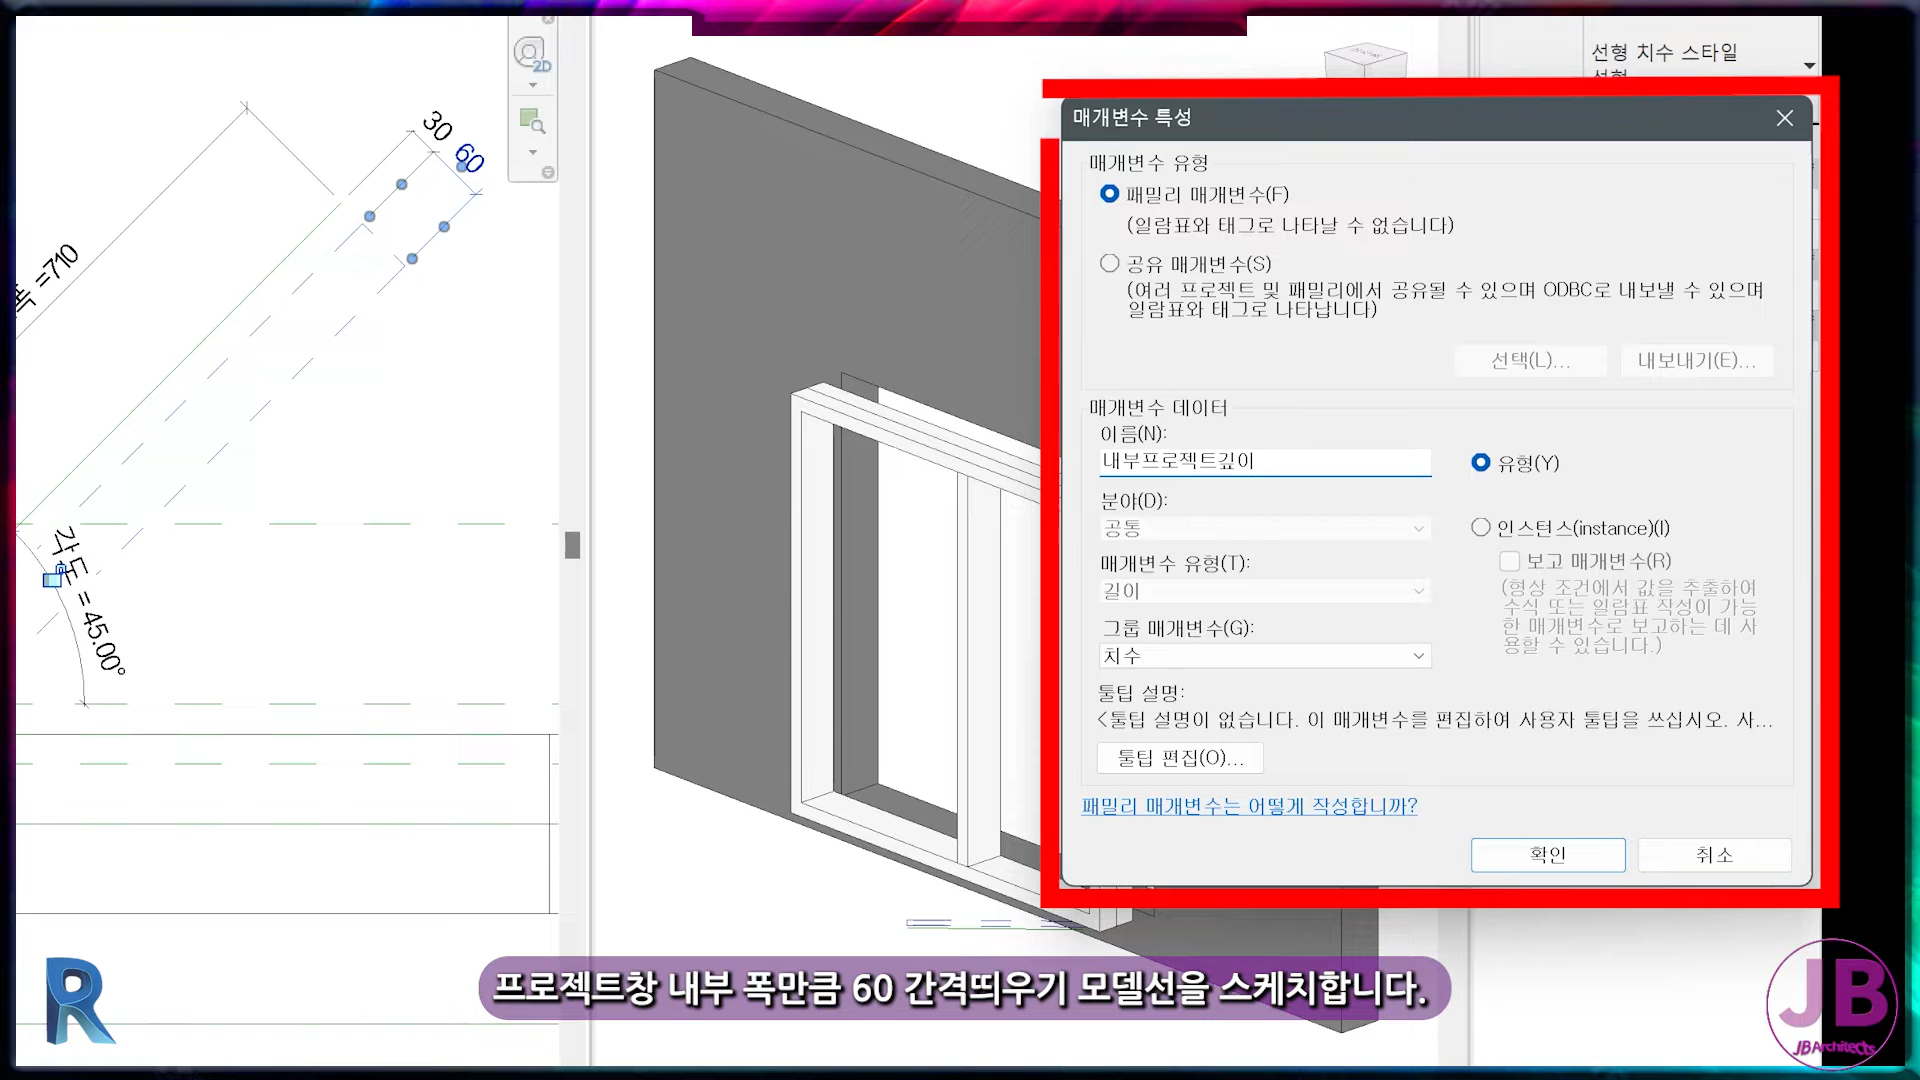 선형 치수 스타일
30
60
폭 =710
각도 = 45.00°
2D
매개변수 특성
매개변수 유형
패밀리 매개변수(F)
(일람표와 태그로 나타날 수 없습니다)
공유 매개변수(S)
(여러 프로젝트 및 패밀리에서 공유될 수 있으며 ODBC로 내보낼 수 있으며
일람표와 태그로 나타납니다)
선택(L)...
내보내기(E)...
매개변수 데이터
이름(N):
내부프로젝트깊이
유형(Y)
분야(D):
공통
인스턴스(instance)(I)
매개변수 유형(T):
보고 매개변수(R)
길이
(형상 조건에서 값을 추출하여
수식 또는 일람표 작성이 가능
한 매개변수로 보고하는 데 사
용할 수 있습니다.)
그룹 매개변수(G):
치수
툴팁 설명:
<툴팁 설명이 없습니다. 이 매개변수를 편집하여 사용자 툴팁을 쓰십시오. 사...
툴팁 편집(O)...
패밀리 매개변수는 어떻게 작성합니까?
확인
취소
프로젝트창 내부 폭만큼 60 간격띄우기 모델선을 스케치합니다.
R
JB
JBArchitects